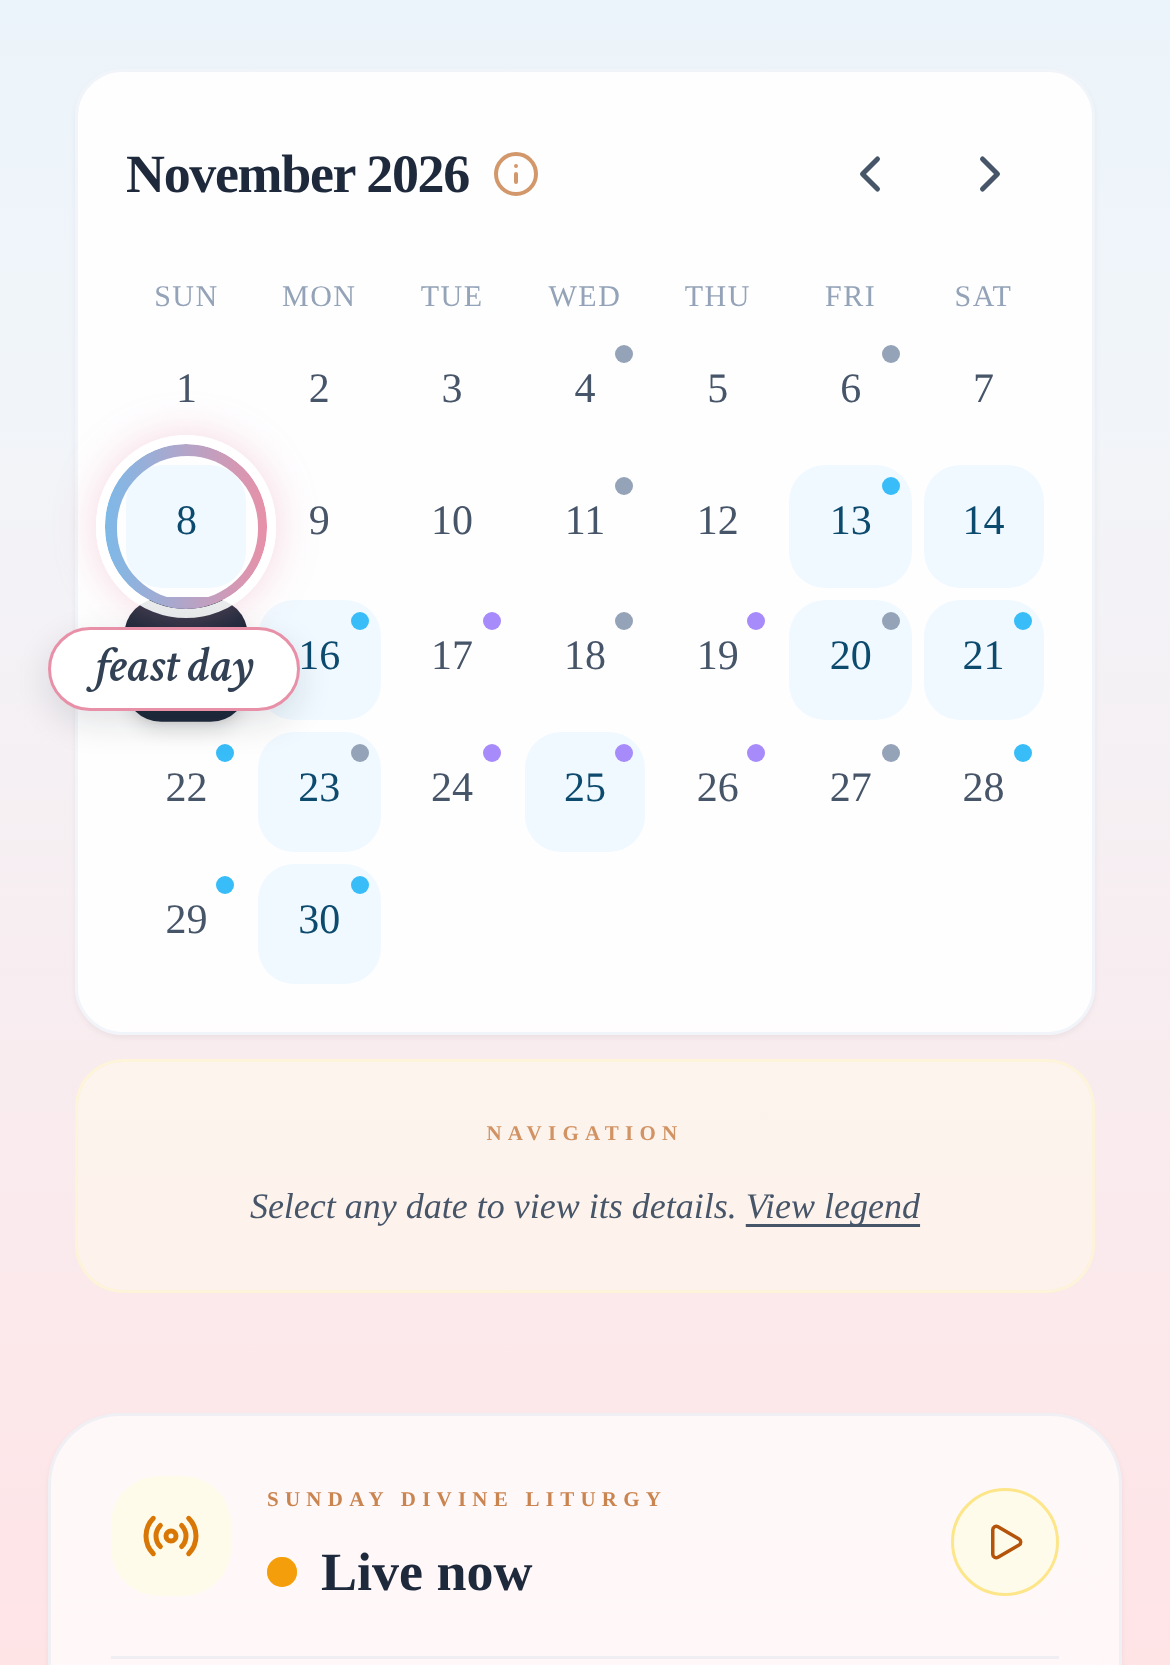 November 2026
SUN MON TUE WED THU FRI SAT
1 2 3 4 5 6 7
8 9 10 11 12 13 14
feast day 16 17 18 19 20 21
22 23 24 25 26 27 28
29 30
NAVIGATION
Select any date to view its details. View legend
SUNDAY DIVINE LITURGY
Live now